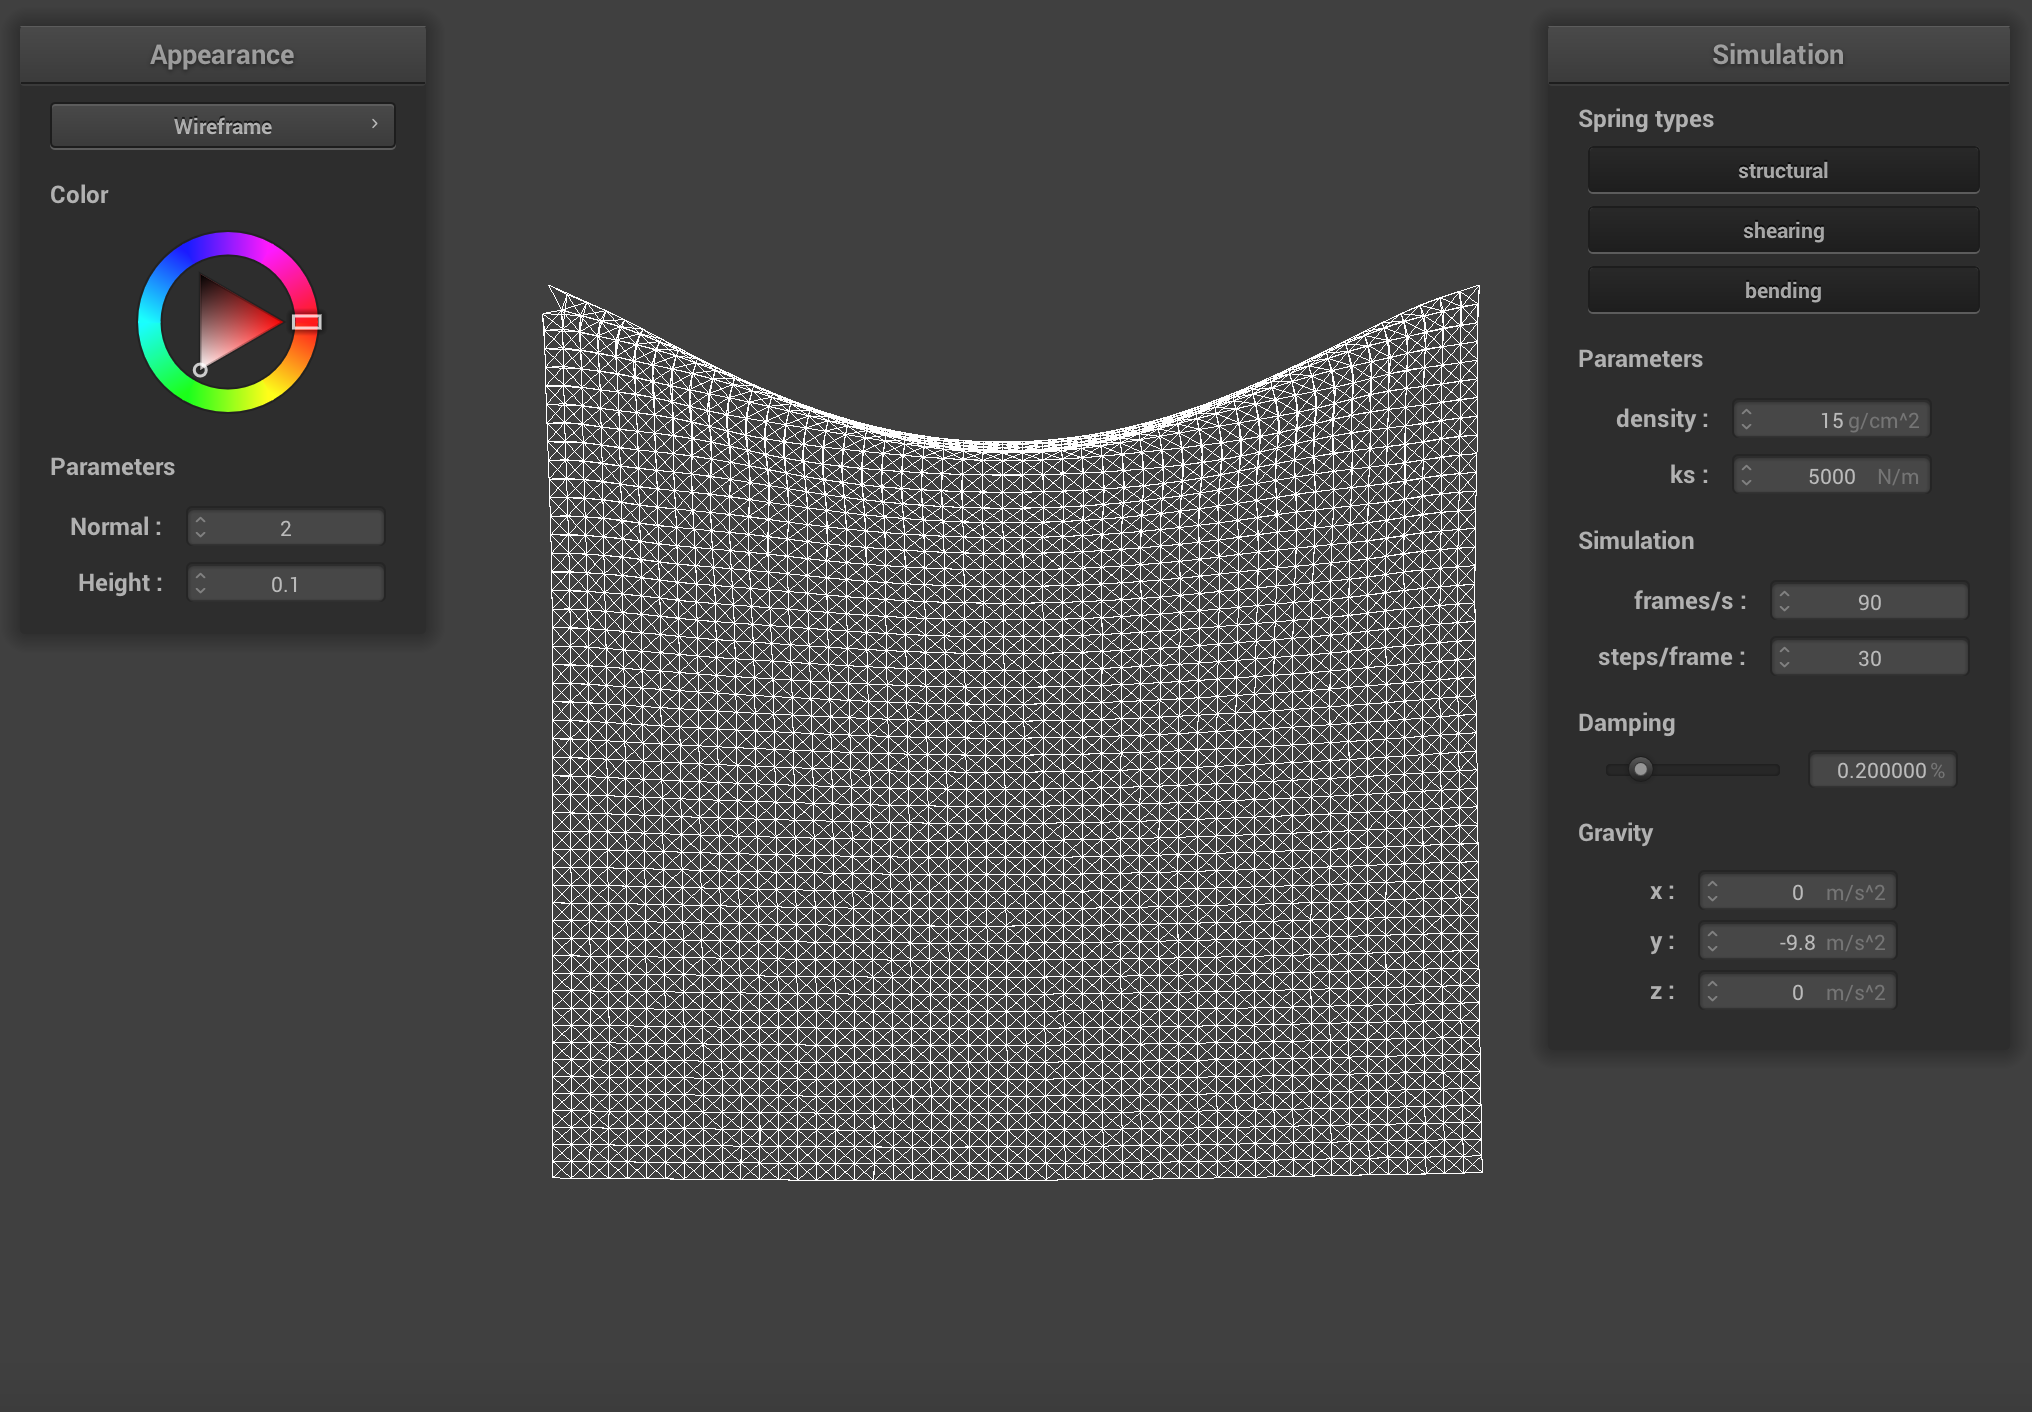 Appearance
Wireframe
Color
Parameters
Normal : 2
Height : 0.1
Simulation
Spring types
structural
shearing
bending
Parameters
density : 15 g/cm^2
ks : 5000 N/m
Simulation
frames/s : 90
steps/frame : 30
Damping
0.200000 %
Gravity
x : 0 m/s^2
y : -9.8 m/s^2
z : 0 m/s^2